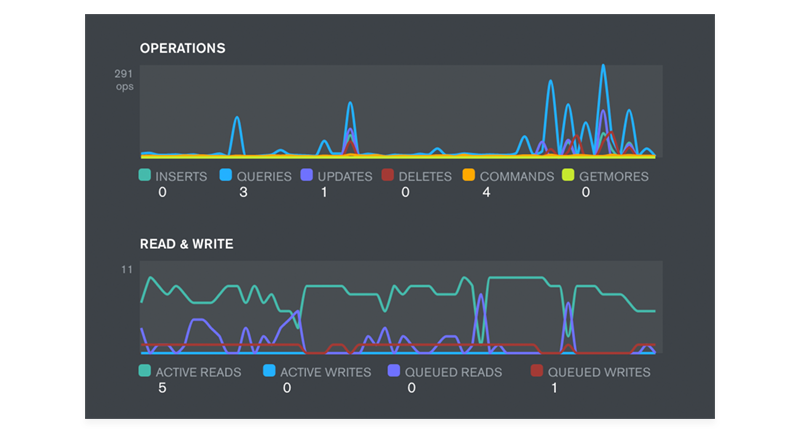 OPERATIONS
291
ops
INSERTS QUERIES UPDATES DELETES COMMANDS GETMORES
0 3 1 0 4 0
READ & WRITE
11
ACTIVE READS ACTIVE WRITES QUEUED READS QUEUED WRITES
5 0 0 1